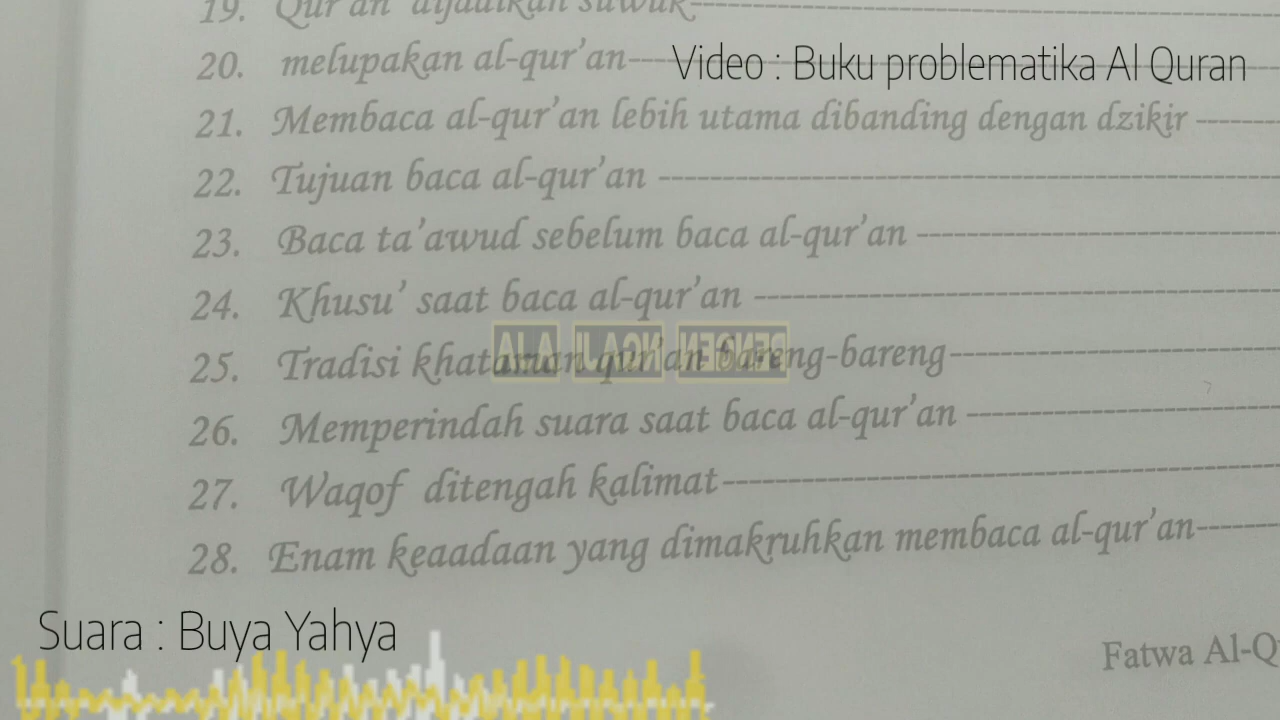 19. Qur'an dijadikan suwuk
20. melupakan al-qur'an
Video : Buku problematika Al Quran
21. Membaca al-qur'an lebih utama dibanding dengan dzikir
22. Tujuan baca al-qur'an
23. Baca ta'awud sebelum baca al-qur'an
24. Khusu' saat baca al-qur'an
25. Tradisi khataman qur'an bareng-bareng
ALA NGAJI PENGEN
26. Memperindah suara saat baca al-qur'an
27. Waqof ditengah kalimat
28. Enam keaadaan yang dimakruhkan membaca al-qur'an
Suara : Buya Yahya
Fatwa Al-Q